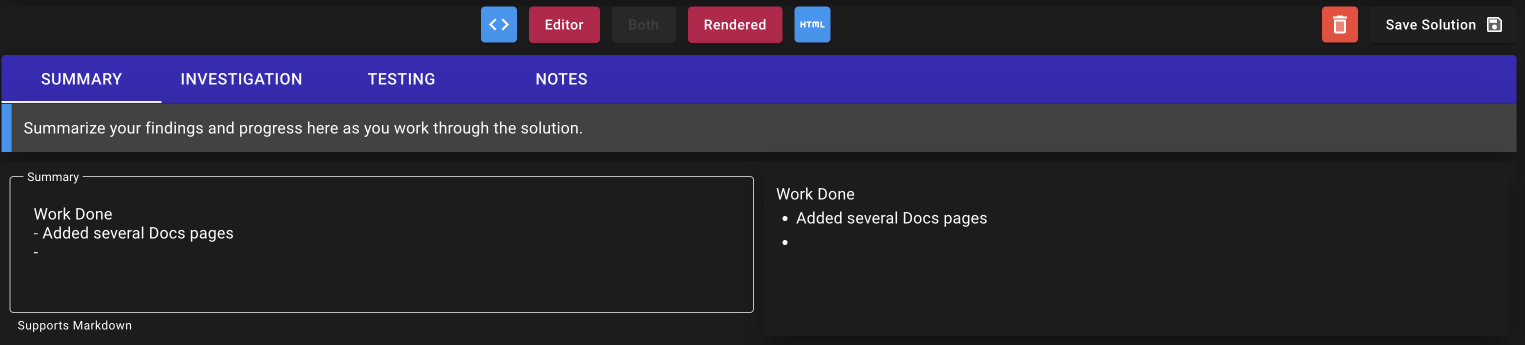 <> Editor Both Rendered HTML Save Solution
SUMMARY INVESTIGATION TESTING NOTES
Summarize your findings and progress here as you work through the solution.
Summary
Work Done
- Added several Docs pages
-
Supports Markdown
Work Done
• Added several Docs pages
•